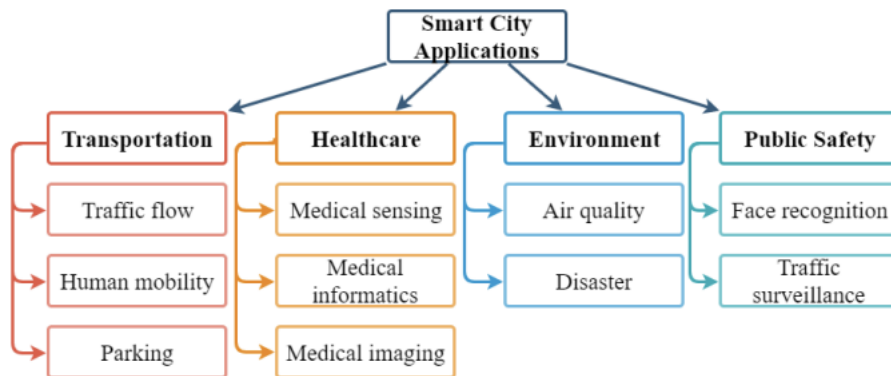 Smart City
Applications
Transportation
Healthcare
Environment
Public Safety
Traffic flow
Medical sensing
Air quality
Face recognition
Human mobility
Medical
informatics
Disaster
Traffic
surveillance
Parking
Medical imaging